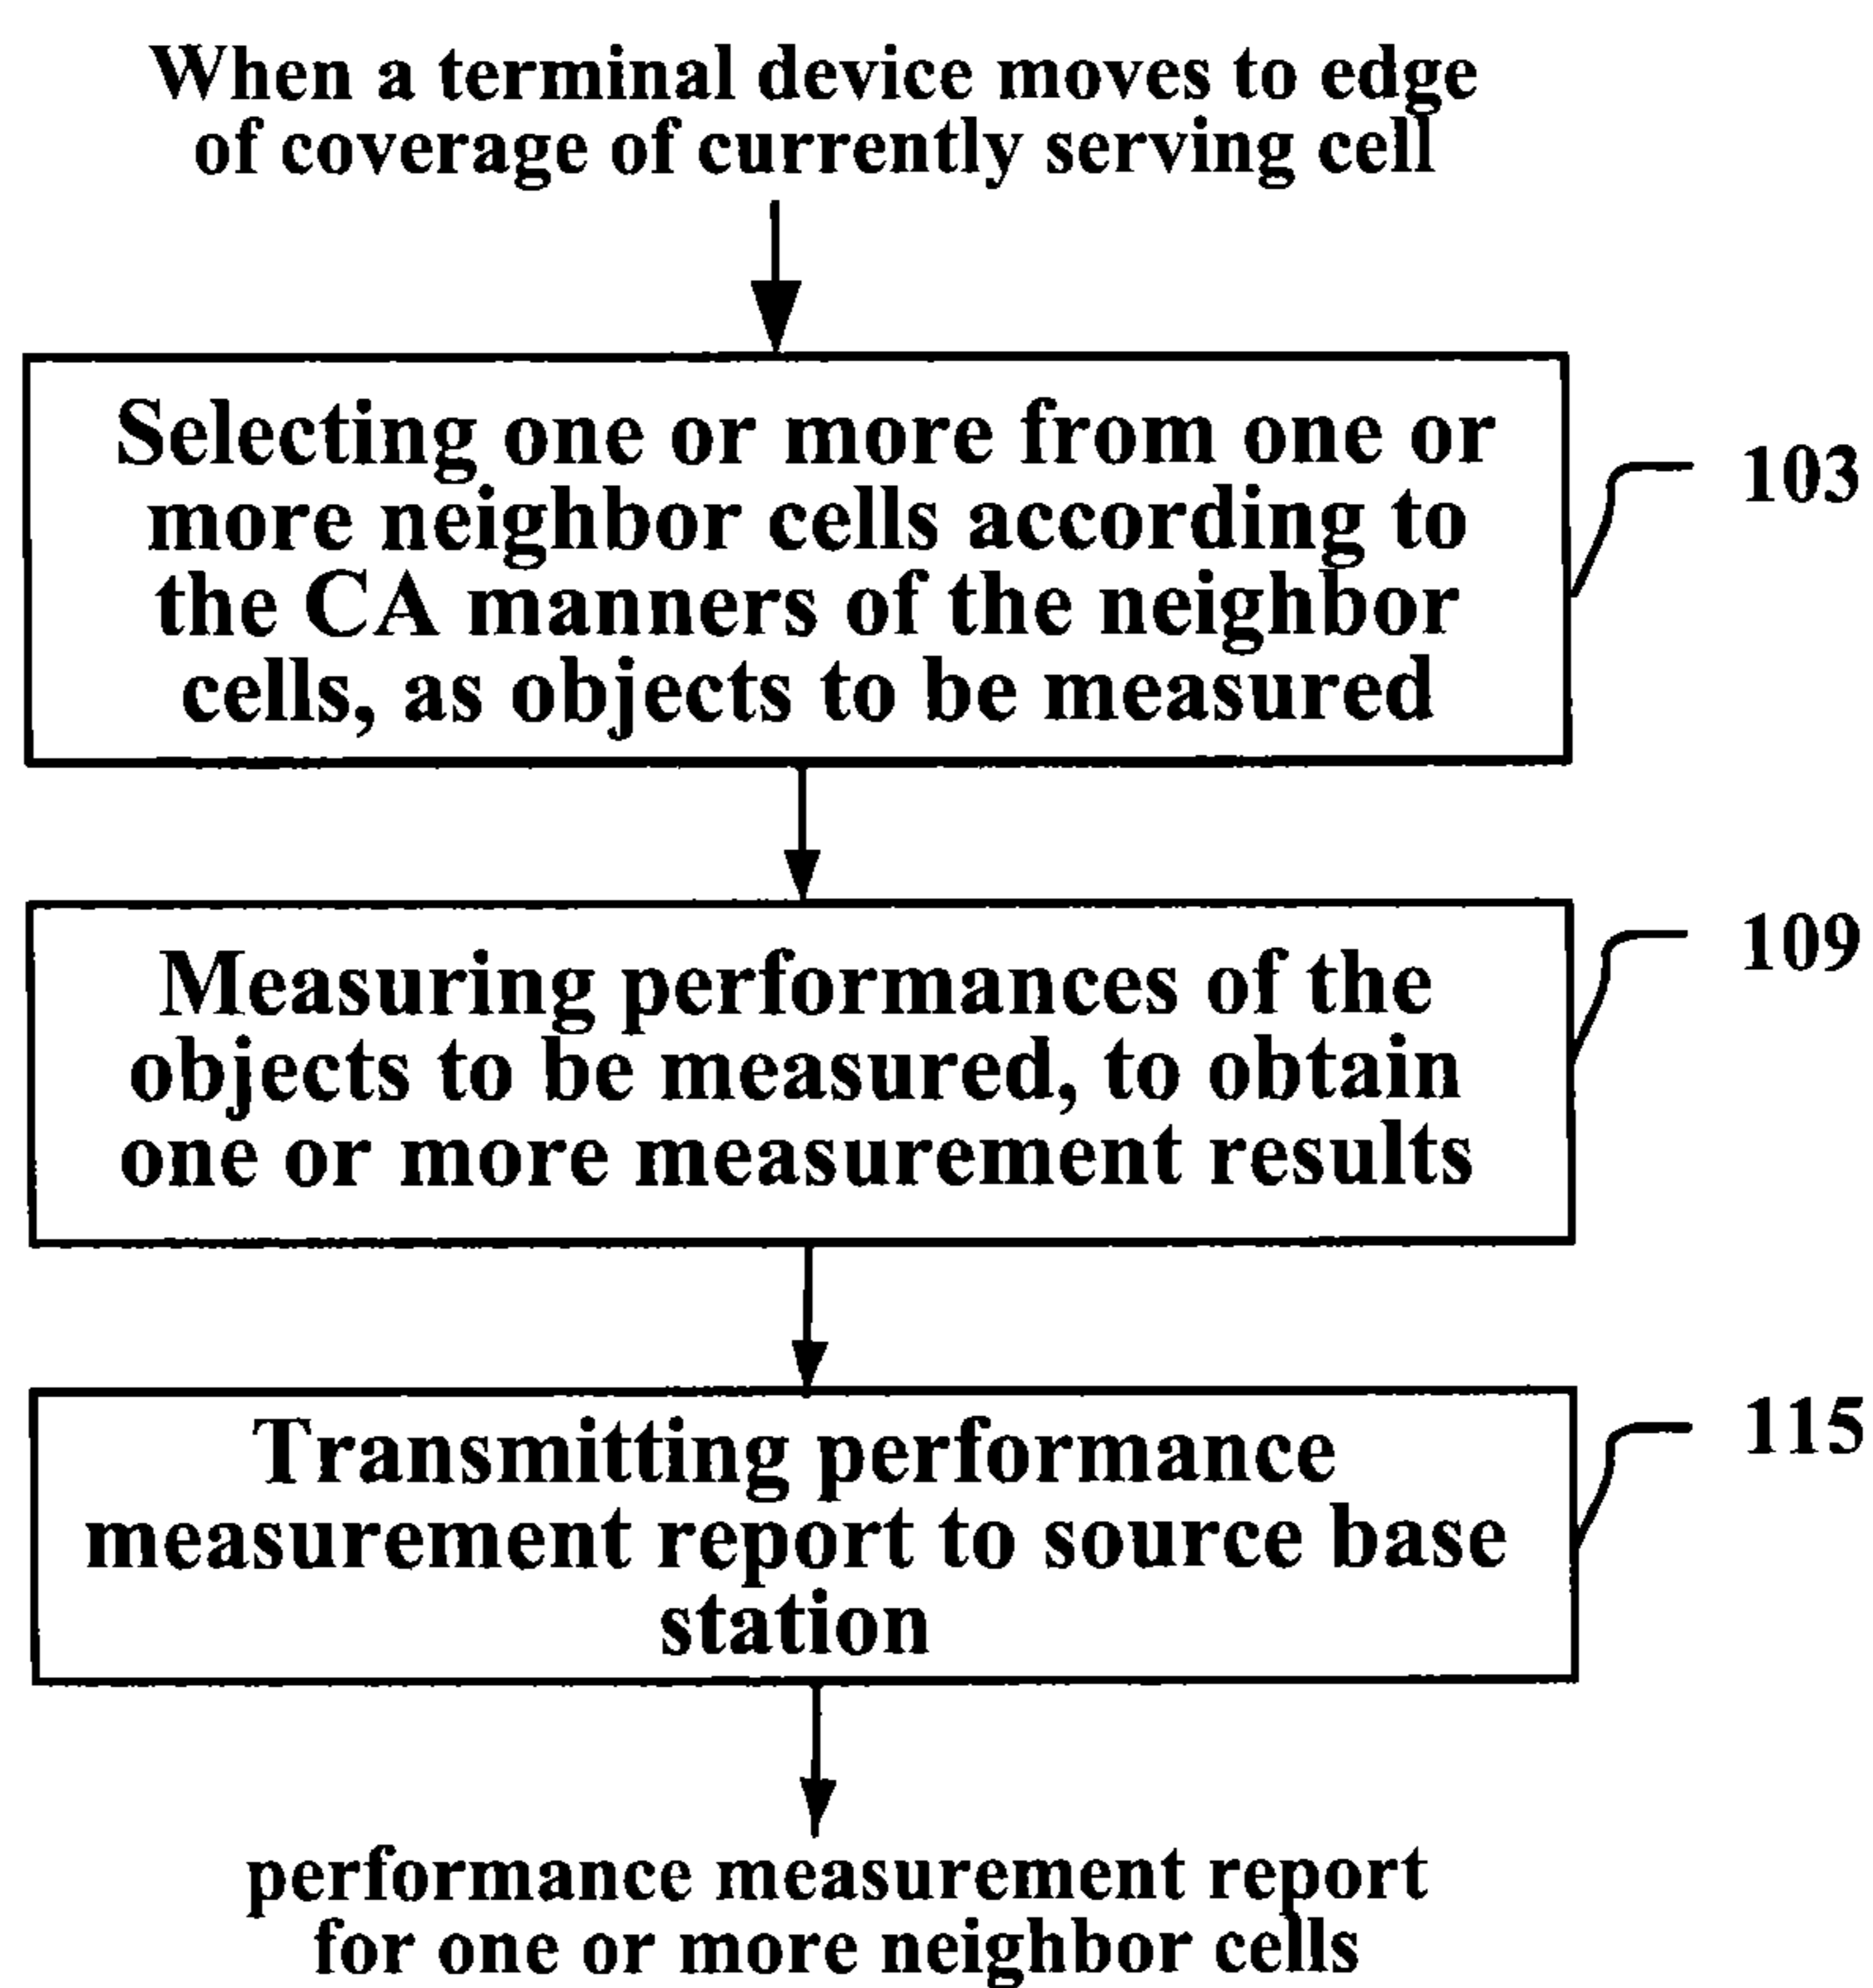 When a terminal device moves to edge
of coverage of currently serving cell
Selecting one or more from one or
more neighbor cells according to
the CA manners of the neighbor
cells, as objects to be measured
103
Measuring performances of the
objects to be measured, to obtain
one or more measurement results
109
Transmitting performance
measurement report to source base
station
115
performance measurement report
for one or more neighbor cells